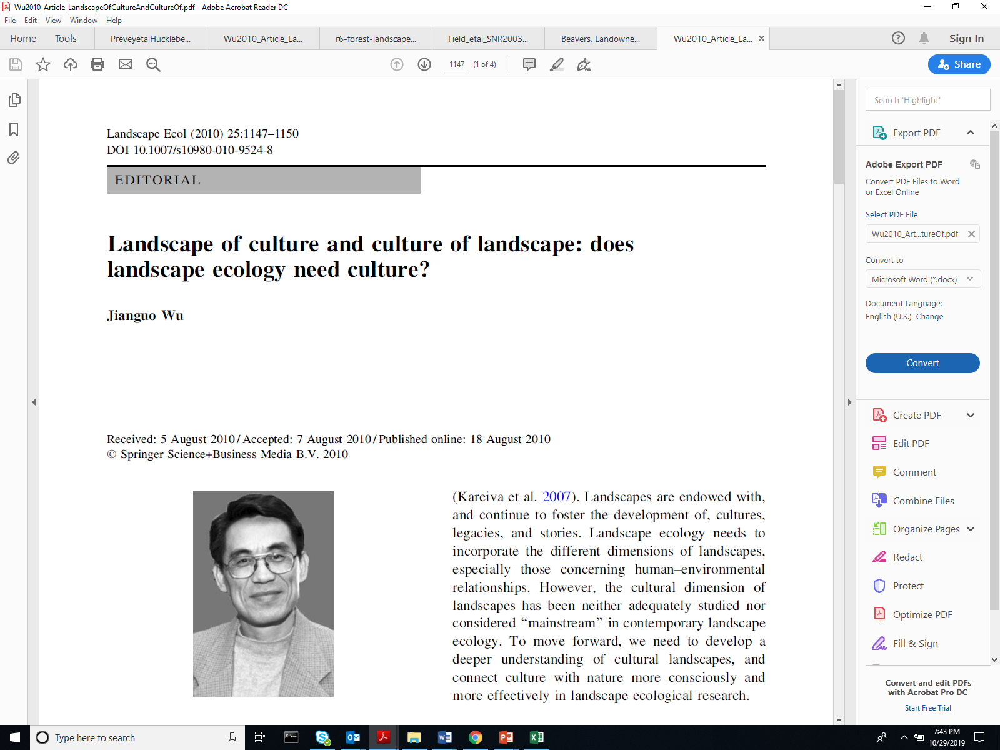 Wu2010_Article_LandscapeOfCultureAndCultureOf.pdf - Adobe Acrobat Reader DC
File Edit View Window Help
Home Tools PreveyetalHucklebe... Wu2010_Article_La... r6-forest-landscape... Field_etal_SNR2003... Beavers, Landowne... Wu2010_Article_La... Sign In
1147 (1 of 4) Share
Landscape Ecol (2010) 25:1147–1150
DOI 10.1007/s10980-010-9524-8
EDITORIAL
Landscape of culture and culture of landscape: does
landscape ecology need culture?
Jianguo Wu
Received: 5 August 2010 / Accepted: 7 August 2010 / Published online: 18 August 2010
© Springer Science+Business Media B.V. 2010
(Kareiva et al. 2007). Landscapes are endowed with,
and continue to foster the development of, cultures,
legacies, and stories. Landscape ecology needs to
incorporate the different dimensions of landscapes,
especially those concerning human–environmental
relationships. However, the cultural dimension of
landscapes has been neither adequately studied nor
considered “mainstream” in contemporary landscape
ecology. To move forward, we need to develop a
deeper understanding of cultural landscapes, and
connect culture with nature more consciously and
more effectively in landscape ecological research.
Search 'Highlight'
Export PDF
Adobe Export PDF
Convert PDF Files to Word
or Excel Online
Select PDF File
Wu2010_Art...tureOf.pdf
Convert to
Microsoft Word (*.docx)
Document Language:
English (U.S.) Change
Convert
Create PDF
Edit PDF
Comment
Combine Files
Organize Pages
Redact
Protect
Optimize PDF
Fill & Sign
Convert and edit PDFs
with Acrobat Pro DC
Start Free Trial
Type here to search
7:43 PM
10/29/2019